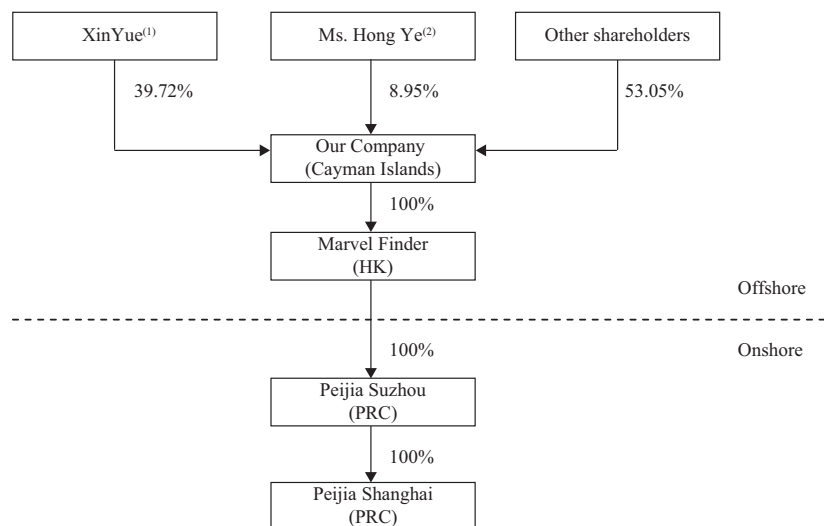 XinYue(1)
Ms. Hong Ye(2)
Other shareholders
39.72%
8.95%
53.05%
Our Company
(Cayman Islands)
100%
Marvel Finder
(HK)
Offshore
Onshore
100%
Peijia Suzhou
(PRC)
100%
Peijia Shanghai
(PRC)